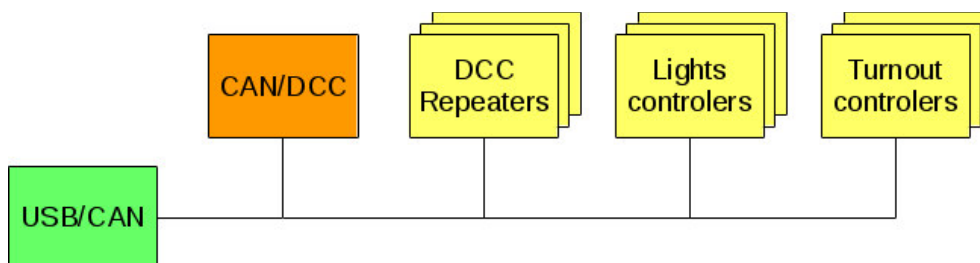 CAN/DCC
DCC
Repeaters
Lights
controlers
Turnout
controlers
USB/CAN